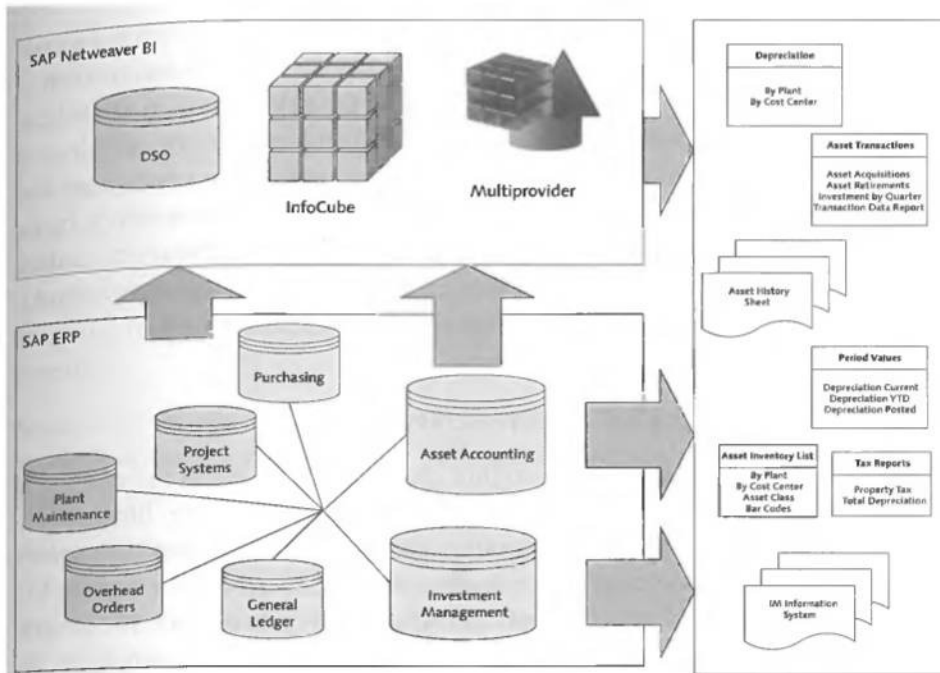 SAP Netweaver BI
DSO
InfoCube
Multiprovider
SAP ERP
Purchasing
Project
Systems
Plant
Maintenance
Overhead
Orders
General
Ledger
Asset Accounting
Investment
Management
Depreciation
By Plant
By Cost Center
Asset Transactions
Asset Acquisitions
Asset Retirements
Investment by Quarter
Transaction Data Report
Asset History
Sheet
Period Values
Depreciation Current
Depreciation YTD
Depreciation Posted
Asset Inventory List
By Plant
By Cost Center
Asset Class
Bar Codes
Tax Reports
Property Tax
Total Depreciation
IM Information
System